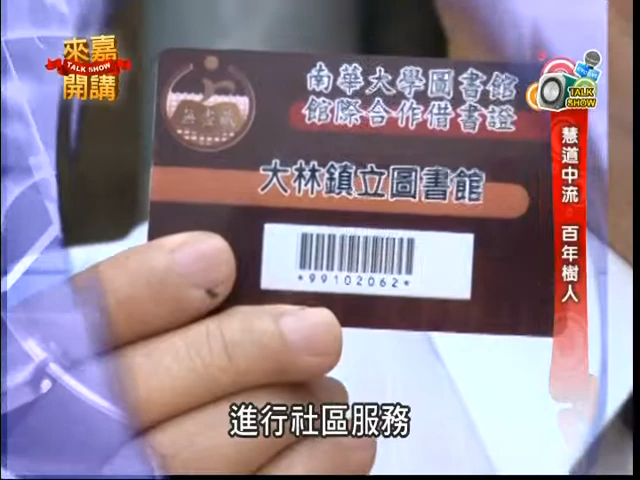 來嘉
TALK SHOW
開講
TALK
SHOW
慧道中流 百年樹人
南華大學圖書館
館際合作借書證
大林鎮立圖書館
*99102062*
進行社區服務